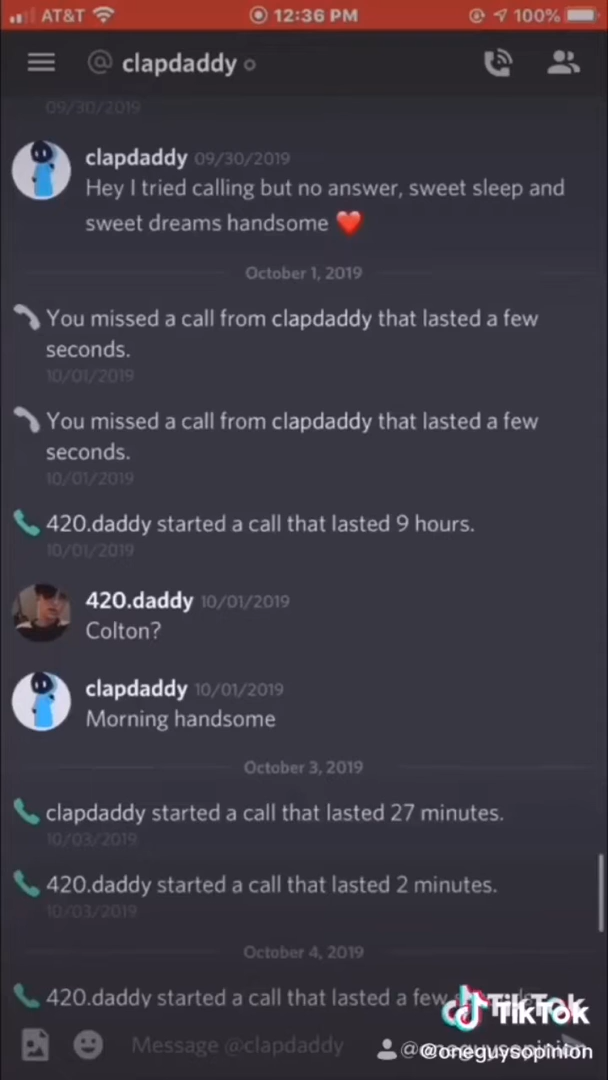 AT&T 12:36 PM 100%
@ clapdaddy
09/30/2019
clapdaddy 09/30/2019
Hey I tried calling but no answer, sweet sleep and
sweet dreams handsome ❤️
October 1, 2019
You missed a call from clapdaddy that lasted a few
seconds.
10/01/2019
You missed a call from clapdaddy that lasted a few
seconds.
10/01/2019
420.daddy started a call that lasted 9 hours.
10/01/2019
420.daddy 10/01/2019
Colton?
clapdaddy 10/01/2019
Morning handsome
October 3, 2019
clapdaddy started a call that lasted 27 minutes.
10/03/2019
420.daddy started a call that lasted 2 minutes.
10/03/2019
October 4, 2019
420.daddy started a call that lasted a few
TikTok
Message @clapdaddy
@oneguysopinion